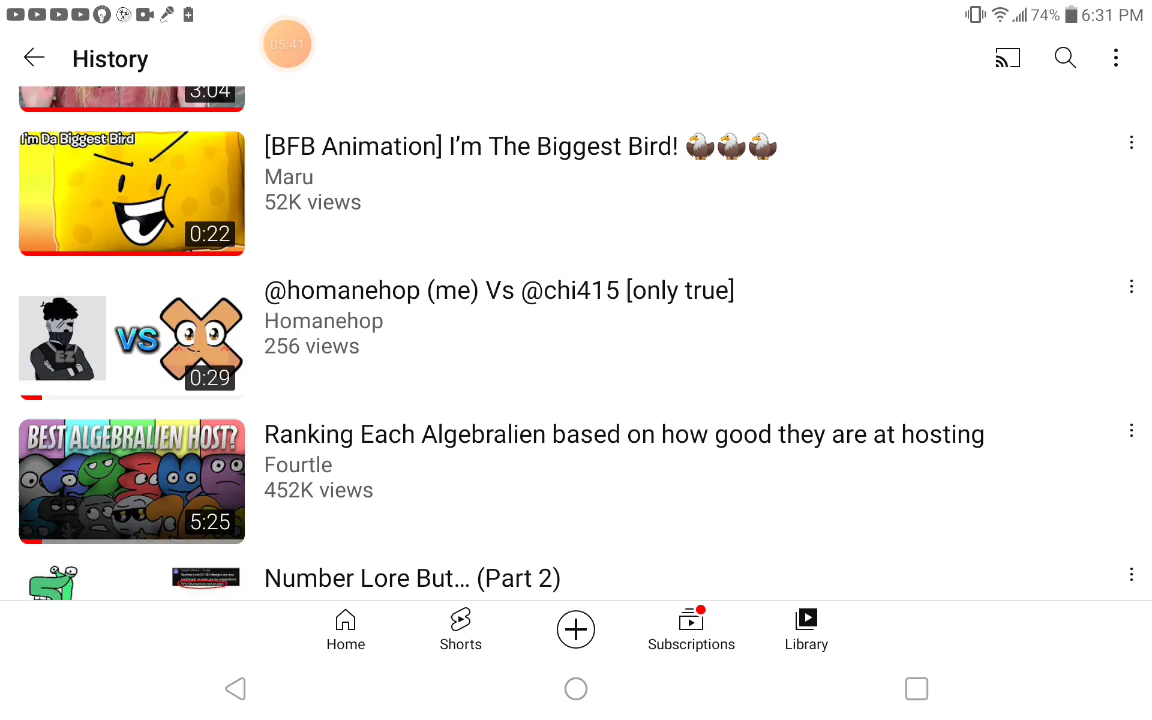 74% 6:31 PM
05:41
History
3:04
I'm Da Biggest Bird
[BFB Animation] I'm The Biggest Bird! 🦅🦅🦅
Maru
52K views
0:22
@homanehop (me) Vs @chi415 [only true]
Homanehop
256 views
EZ
VS
0:29
BEST ALGEBRALIEN HOST?
Ranking Each Algebralien based on how good they are at hosting
Fourtle
452K views
5:25
Number Lore But... (Part 2)
Home
Shorts
Subscriptions
Library